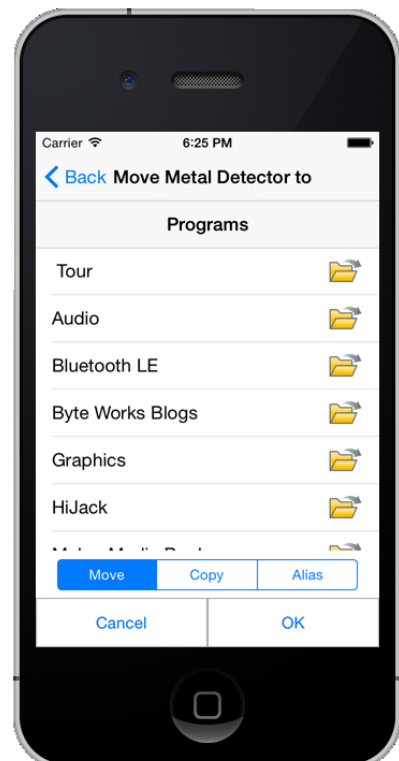 Carrier 6:25 PM
Back Move Metal Detector to
Programs
Tour
Audio
Bluetooth LE
Byte Works Blogs
Graphics
HiJack
Move Copy Alias
Cancel OK